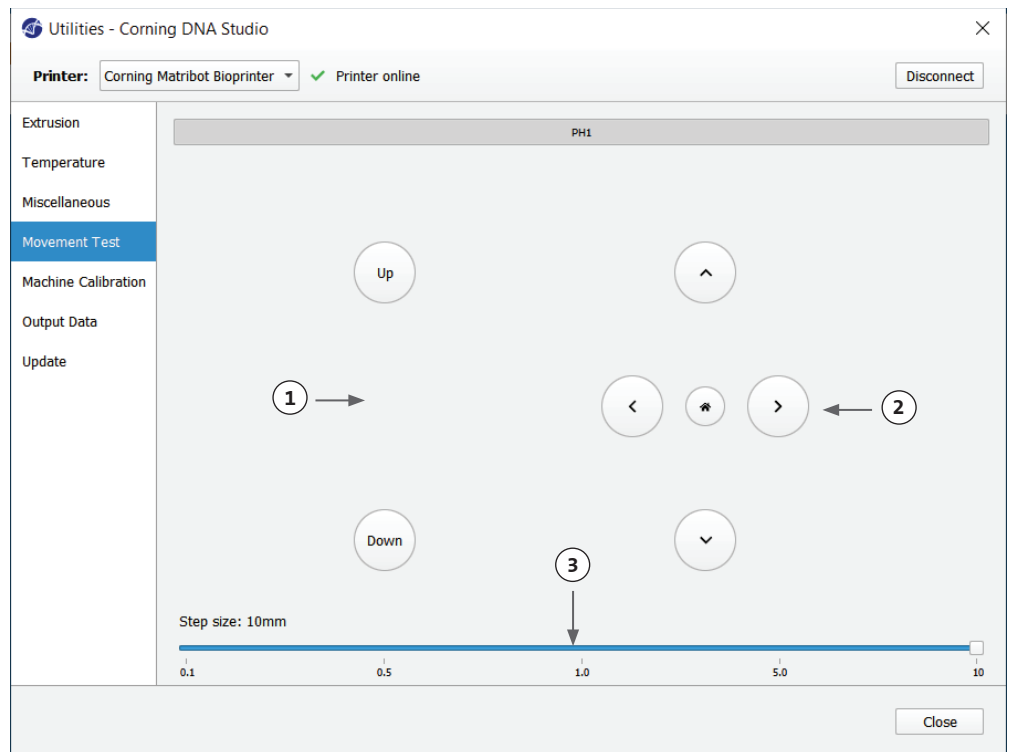 Utilities - Corning DNA Studio
Printer: Corning Matribot Bioprinter Printer online Disconnect
Extrusion
PH1
Temperature
Miscellaneous
Movement Test
Up
Machine Calibration
Output Data
Update
1
2
Down
3
Step size: 10mm
0.1 0.5 1.0 5.0 10
Close